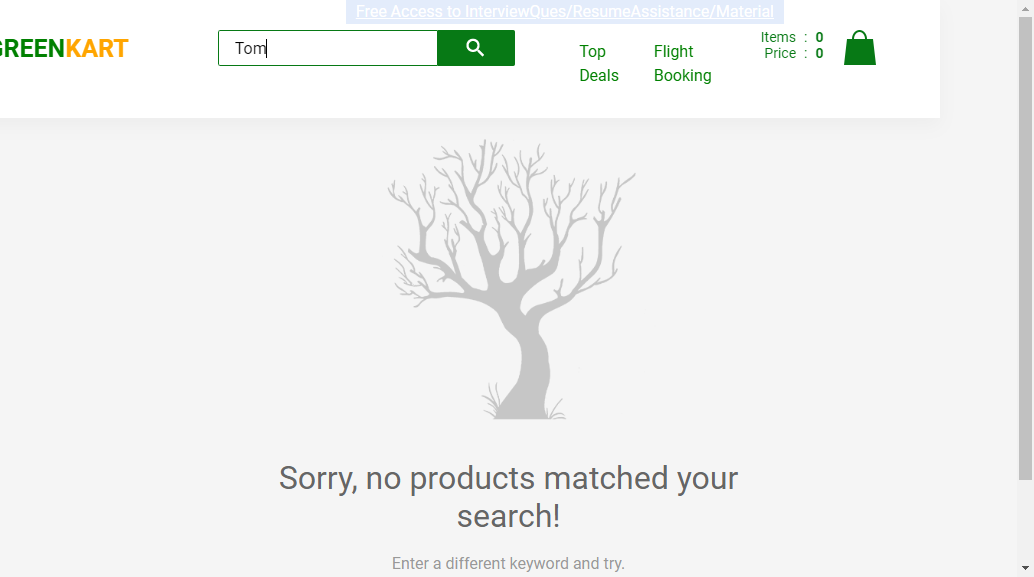 Free Access to InterviewQues/ResumeAssistance/Material
GREENKART
Tom
Top Deals
Flight Booking
Items : 0
Price : 0
Sorry, no products matched your
search!
Enter a different keyword and try.